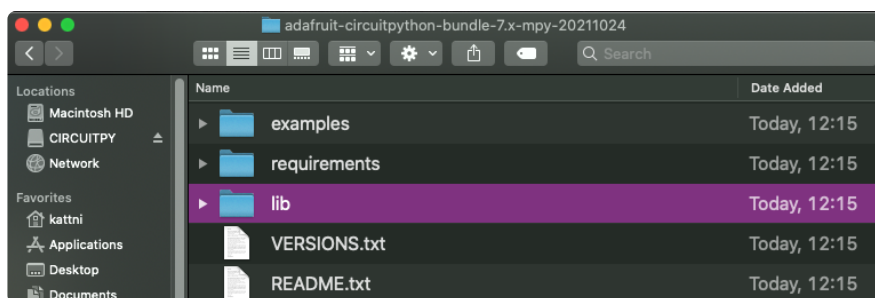 adafruit-circuitpython-bundle-7.x-mpy-20211024
Search
Locations
Macintosh HD
CIRCUITPY
Network
Favorites
kattni
Applications
Desktop
Documents
Name Date Added
examples Today, 12:15
requirements Today, 12:15
lib Today, 12:15
VERSIONS.txt Today, 12:15
README.txt Today, 12:15